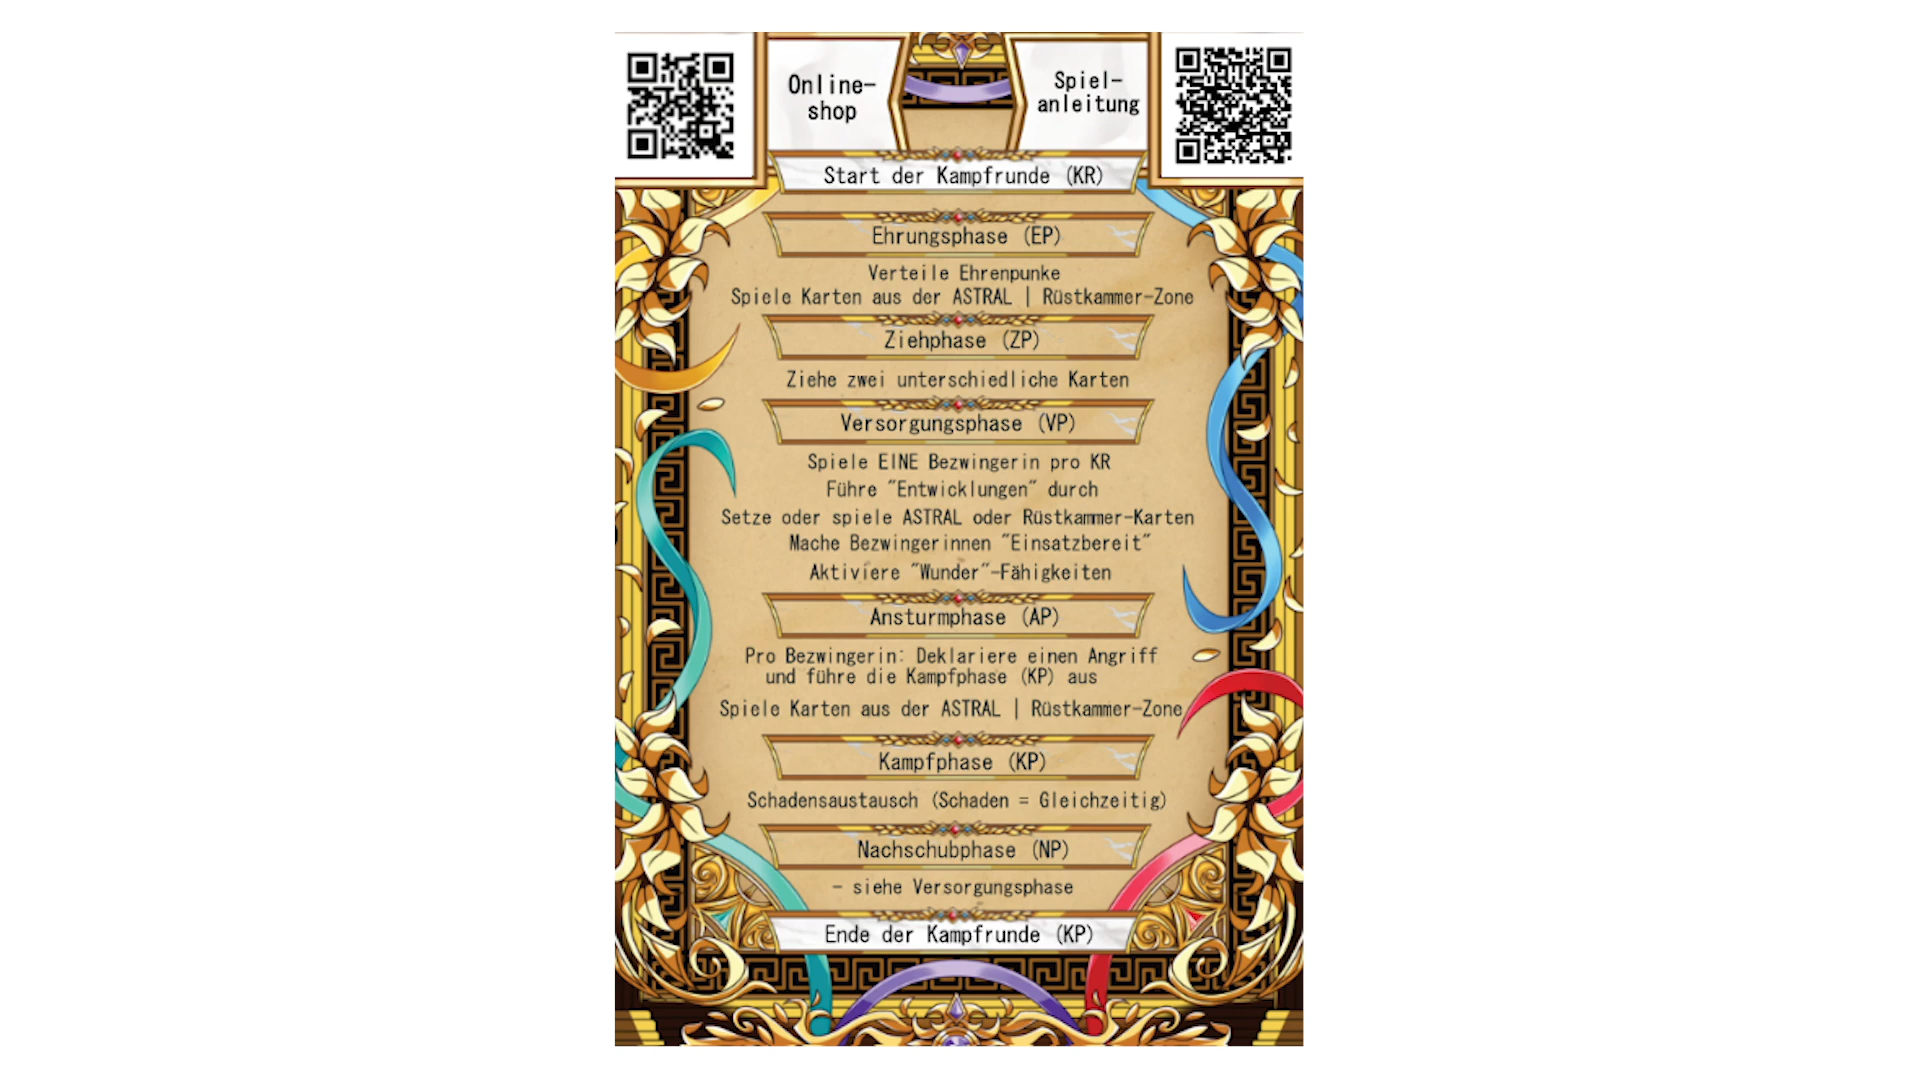 Online-
shop
Spiel-
anleitung
Start der Kampfrunde (KR)
Ehrungsphase (EP)
Verteile Ehrenpunke
Spiele Karten aus der ASTRAL | Rüstkammer-Zone
Ziehphase (ZP)
Ziehe zwei unterschiedliche Karten
Versorgungsphase (VP)
Spiele EINE Bezwingerin pro KR
Führe "Entwicklungen" durch
Setze oder spiele ASTRAL oder Rüstkammer-Karten
Mache Bezwingerinnen "Einsatzbereit"
Aktiviere "Wunder"-Fähigkeiten
Ansturmphase (AP)
Pro Bezwingerin: Deklariere einen Angriff
und führe die Kampfphase (KP) aus
Spiele Karten aus der ASTRAL | Rüstkammer-Zone
Kampfphase (KP)
Schadensaustausch (Schaden = Gleichzeitig)
Nachschubphase (NP)
- siehe Versorgungsphase
Ende der Kampfrunde (KP)